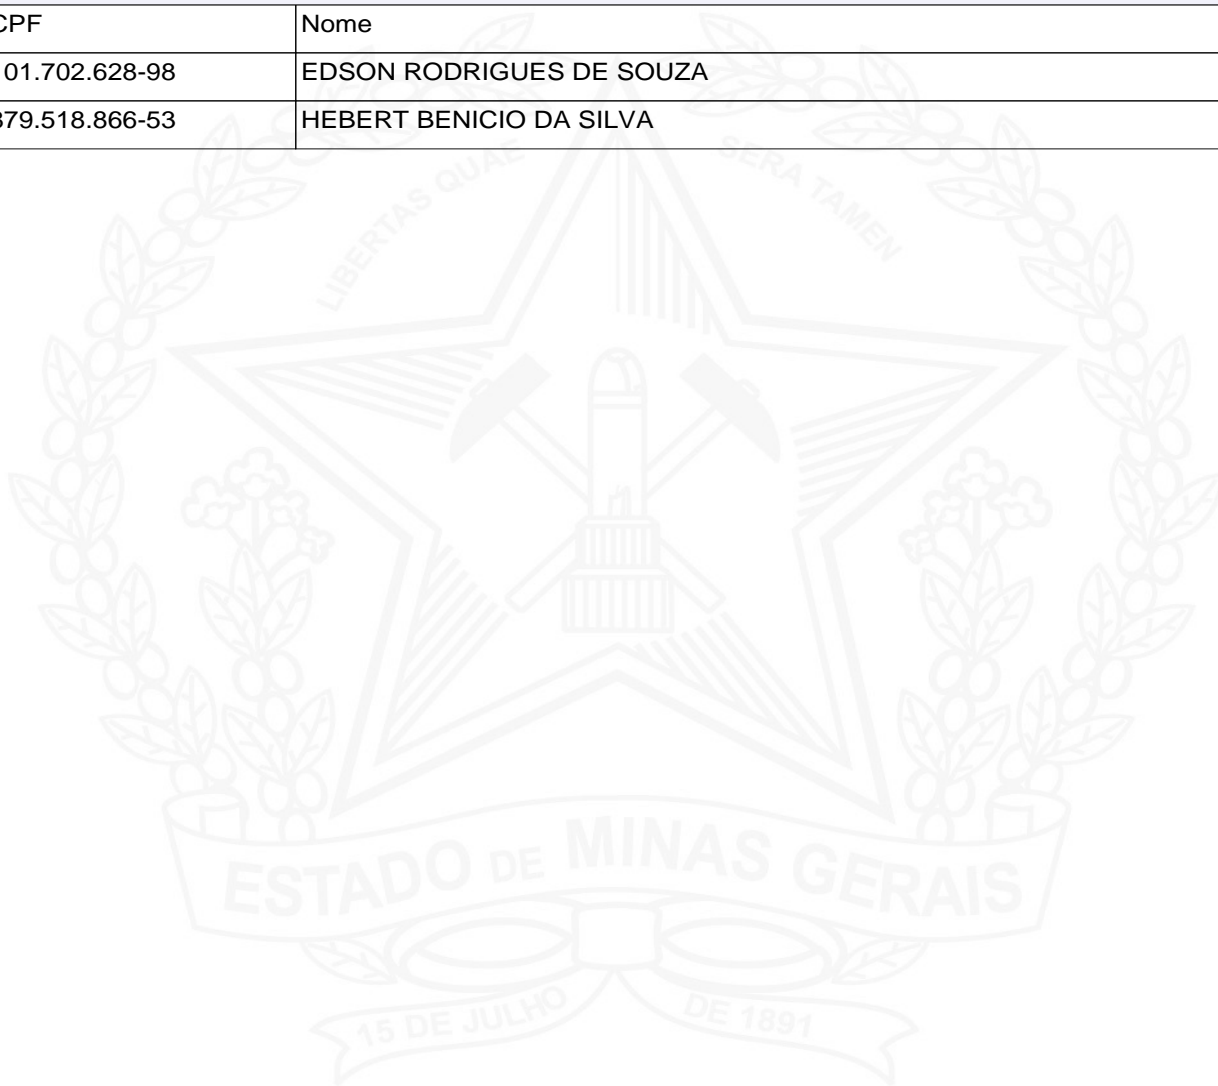 CPF Nome
01.702.628-98 EDSON RODRIGUES DE SOUZA
879.518.866-53 HEBERT BENICIO DA SILVA
LIBERTAS QUAE SERA TAMEN
ESTADO DE MINAS GERAIS
15 DE JULHO DE 1891